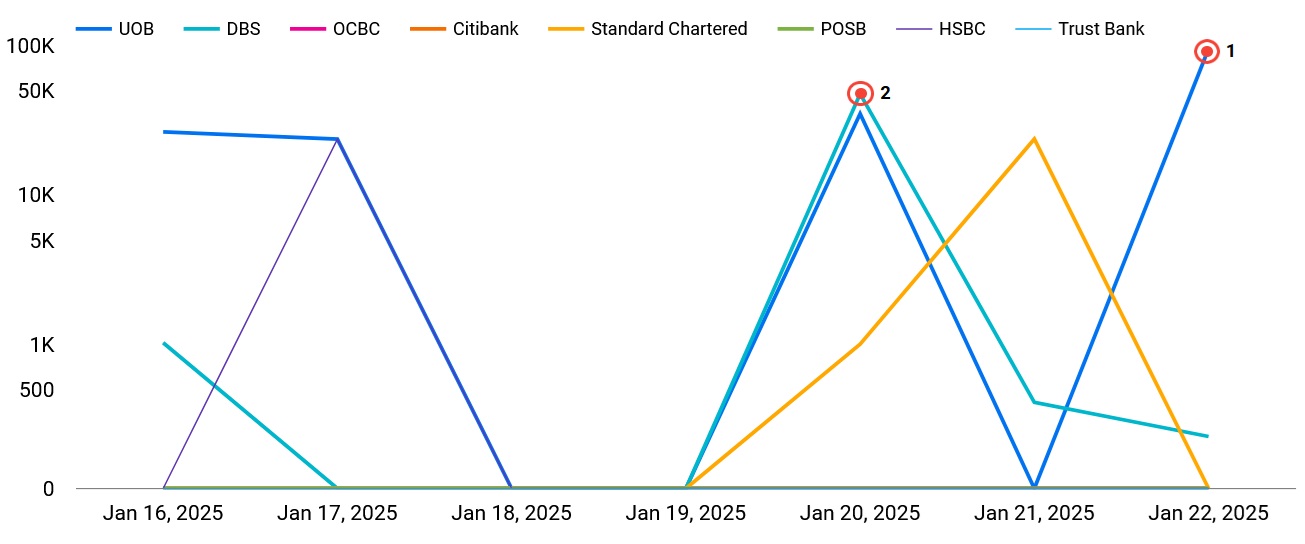 UOB DBS OCBC Citibank Standard Chartered POSB HSBC Trust Bank
100K
1
50K
2
10K
5K
1K
500
0
Jan 16, 2025 Jan 17, 2025 Jan 18, 2025 Jan 19, 2025 Jan 20, 2025 Jan 21, 2025 Jan 22, 2025